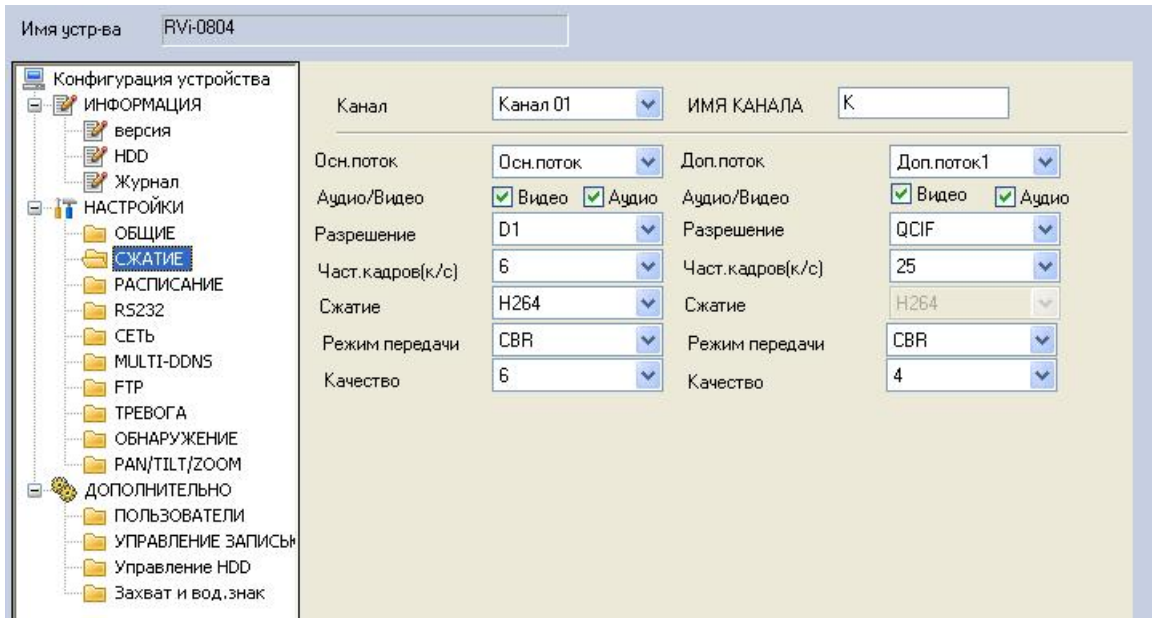 Имя устр-ва RVi-0804
Конфигурация устройства
ИНФОРМАЦИЯ
версия
HDD
Журнал
НАСТРОЙКИ
ОБЩИЕ
СЖАТИЕ
РАСПИСАНИЕ
RS232
СЕТЬ
MULTI-DDNS
FTP
ТРЕВОГА
ОБНАРУЖЕНИЕ
PAN/TILT/ZOOM
ДОПОЛНИТЕЛЬНО
ПОЛЬЗОВАТЕЛИ
УПРАВЛЕНИЕ ЗАПИСЬЮ
Управление HDD
Захват и вод.знак
Канал Канал 01 ИМЯ КАНАЛА K
Осн.поток Осн.поток Доп.поток Доп.поток1
Аудио/Видео Видео Аудио Аудио/Видео Видео Аудио
Разрешение D1 Разрешение QCIF
Част.кадров(к/с) 6 Част.кадров(к/с) 25
Сжатие H264 Сжатие H264
Режим передачи CBR Режим передачи CBR
Качество 6 Качество 4